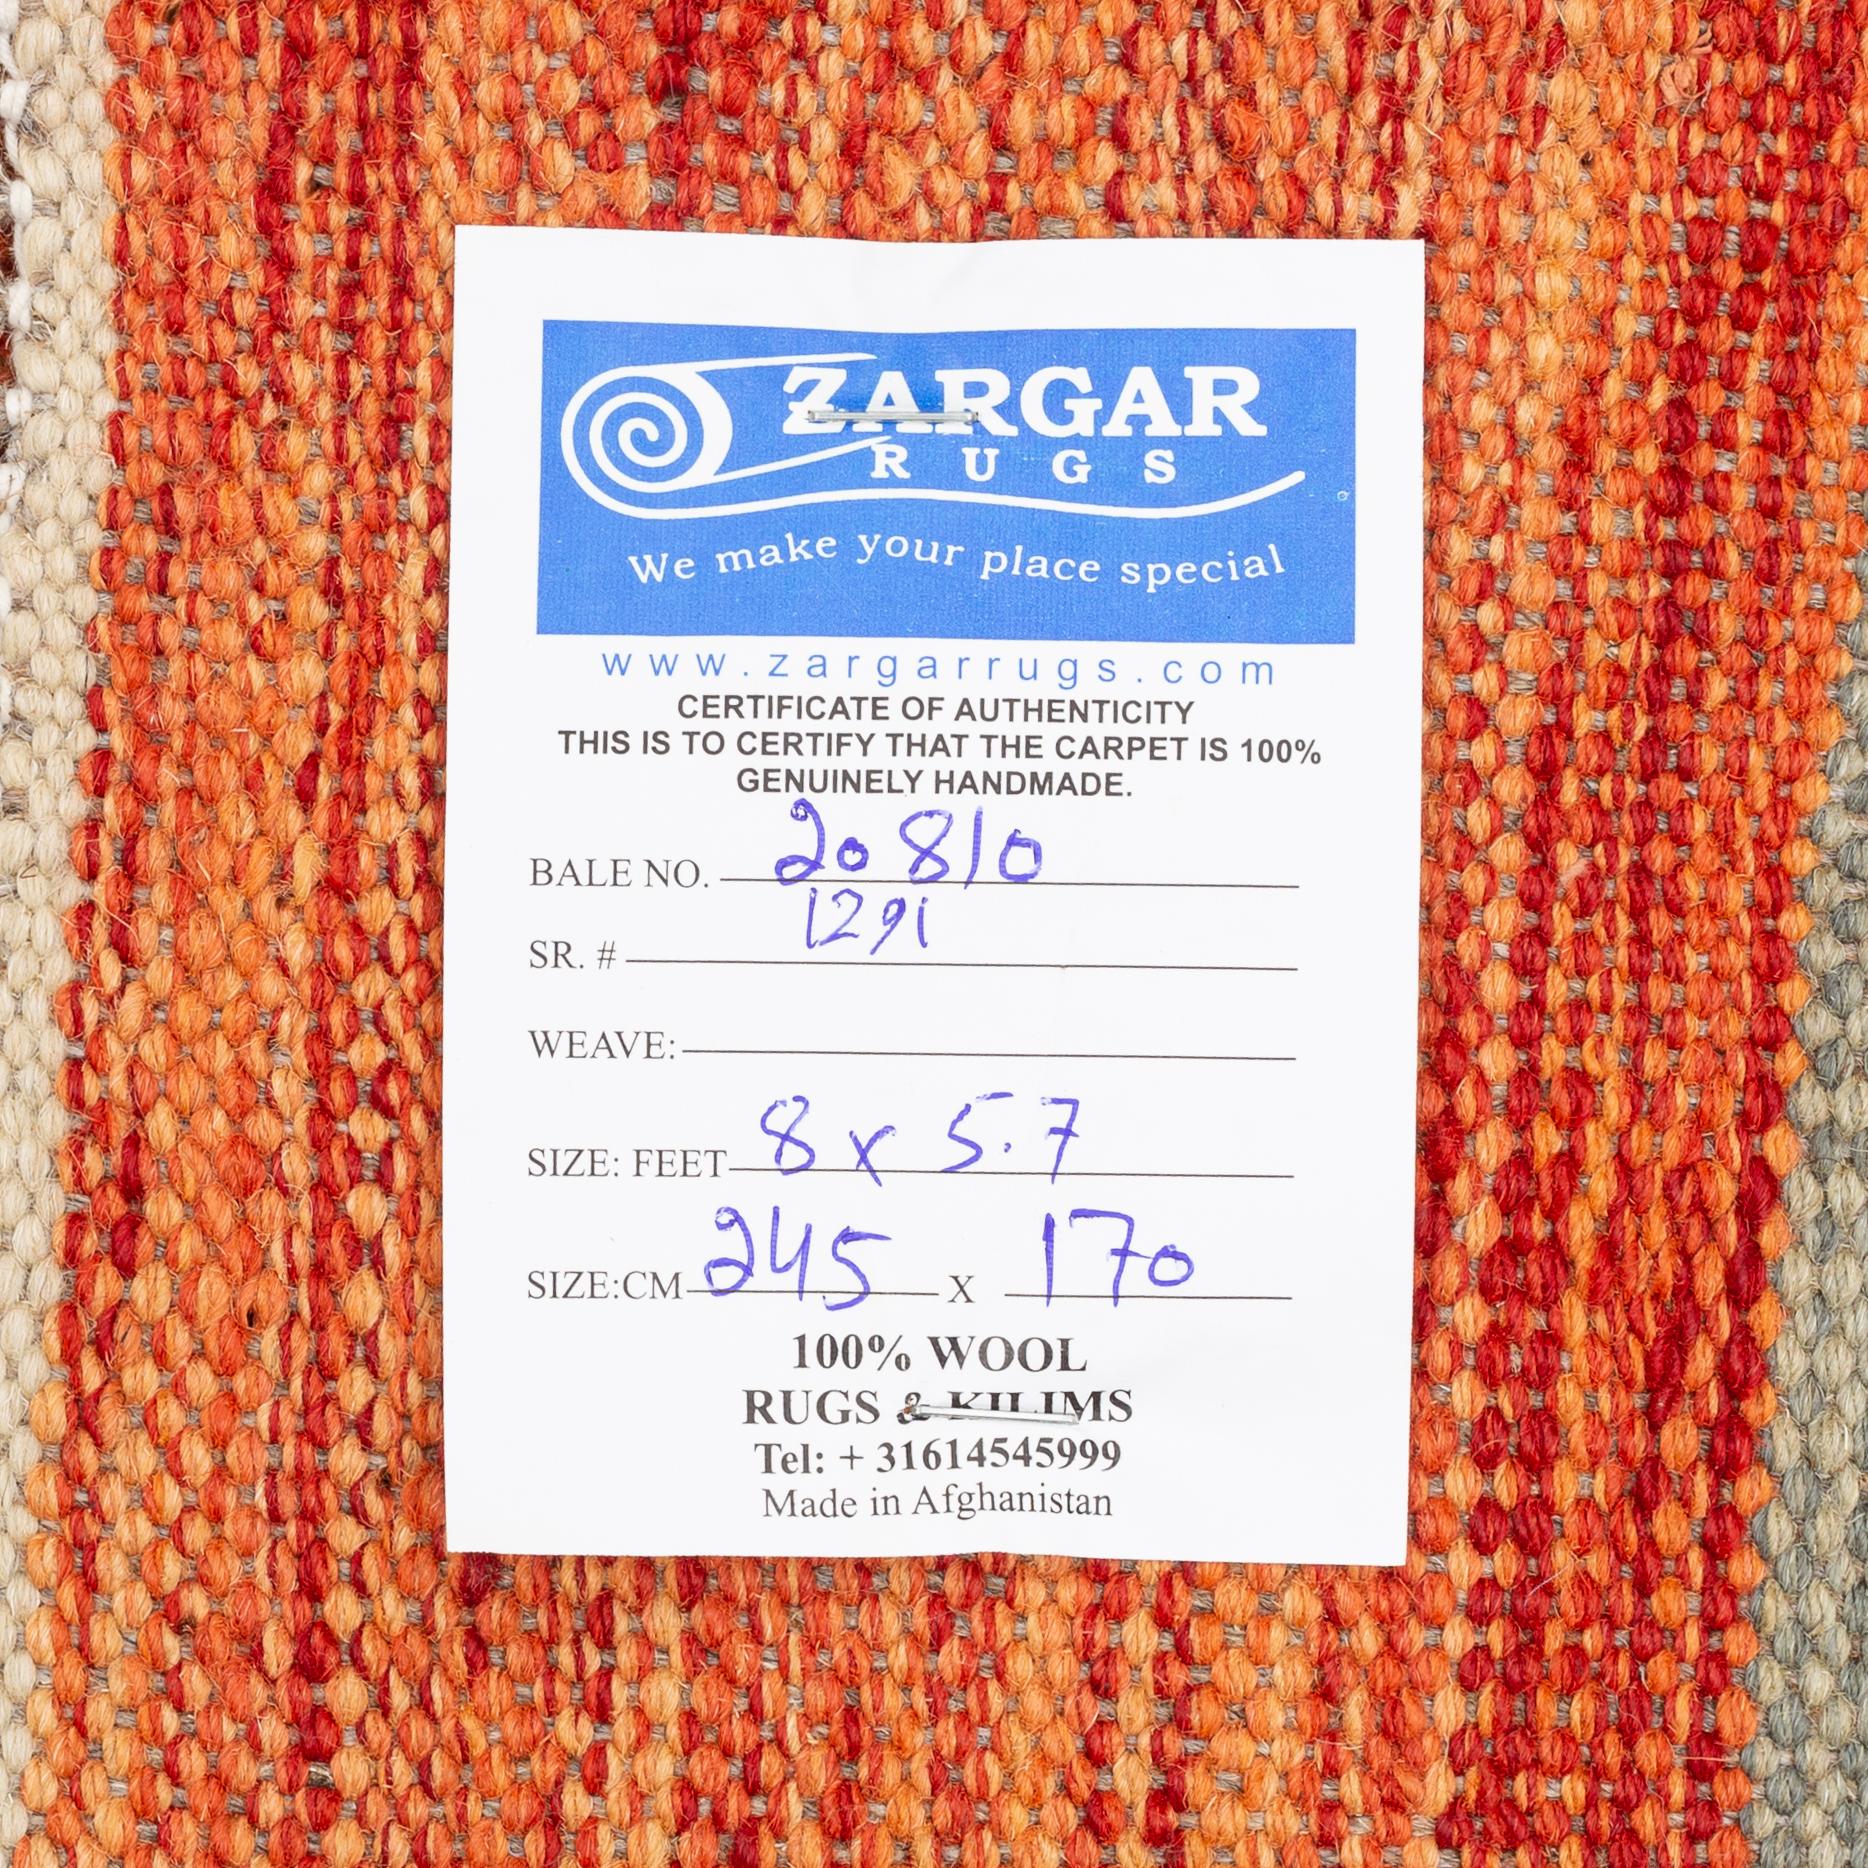 ZARGAR
RUGS
We make your place special
www.zargarrugs.com
CERTIFICATE OF AUTHENTICITY
THIS IS TO CERTIFY THAT THE CARPET IS 100%
GENUINELY HANDMADE.
BALE NO. 20810
SR. # 1291
WEAVE:
SIZE: FEET 8 x 5.7
SIZE:CM 245 X 170
100% WOOL
RUGS & KILIMS
Tel: + 31614545999
Made in Afghanistan